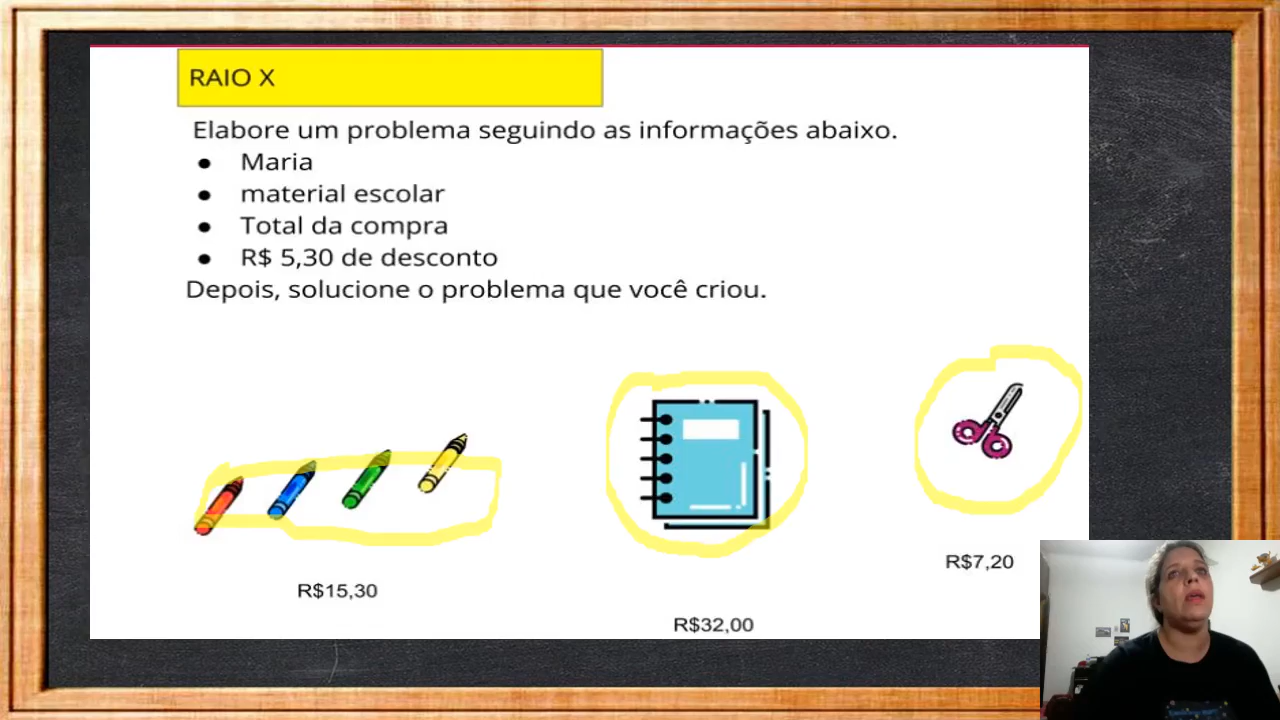 RAIO X
Elabore um problema seguindo as informações abaixo.
● Maria
● material escolar
● Total da compra
● R$ 5,30 de desconto
Depois, solucione o problema que você criou.
R$15,30
R$32,00
R$7,20